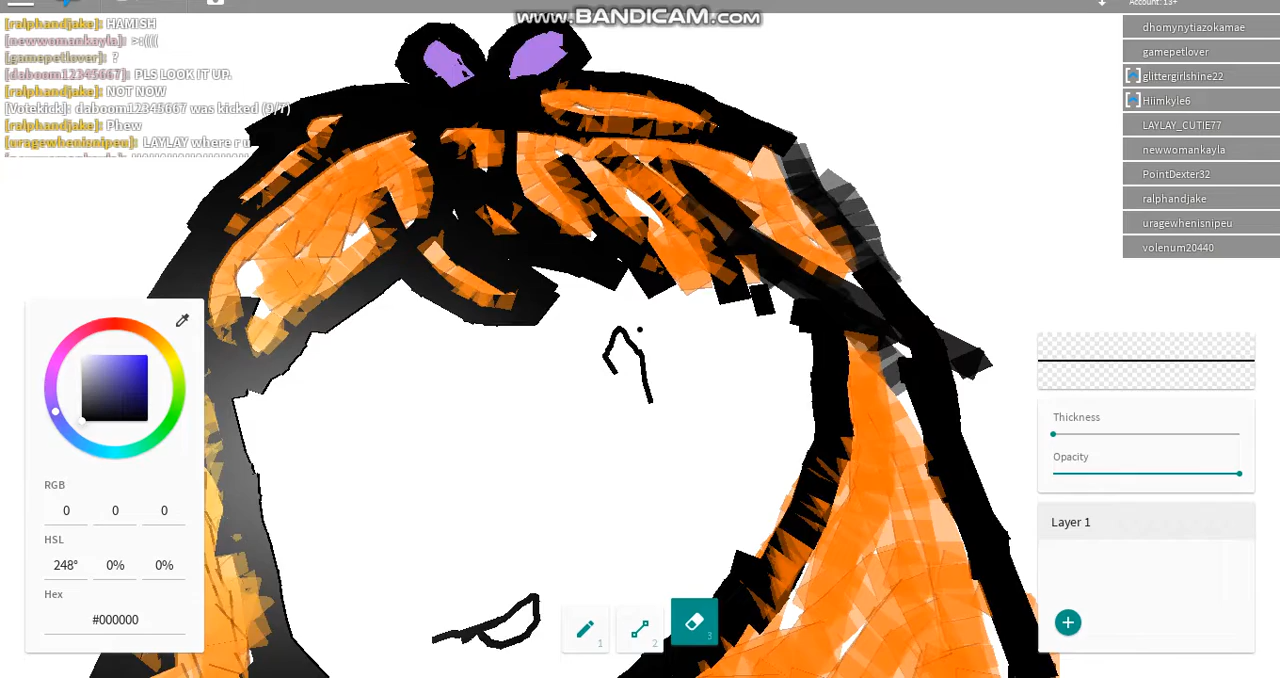 www.BANDICAM.com
Account: 13+
[ralphandjake]: HAMISH
[newwomankayla]: >:((((
[gamepetlover]: ?
[daboom12345667]: PLS LOOK IT UP.
[ralphandjake]: NOT NOW
[Votekick]: daboom12345667 was kicked (9/7)
[ralphandjake]: Phew
[uragewhenisnipeu]: LAYLAY where r u
dhomynytiazokamae
gamepetlover
glittergirlshine22
Hiimkyle6
LAYLAY_CUTIE77
newwomankayla
PointDexter32
ralphandjake
uragewhenisnipeu
volenum20440
RGB
0 0 0
HSL
248° 0% 0%
Hex
#000000
1 2 3
Thickness
Opacity
Layer 1